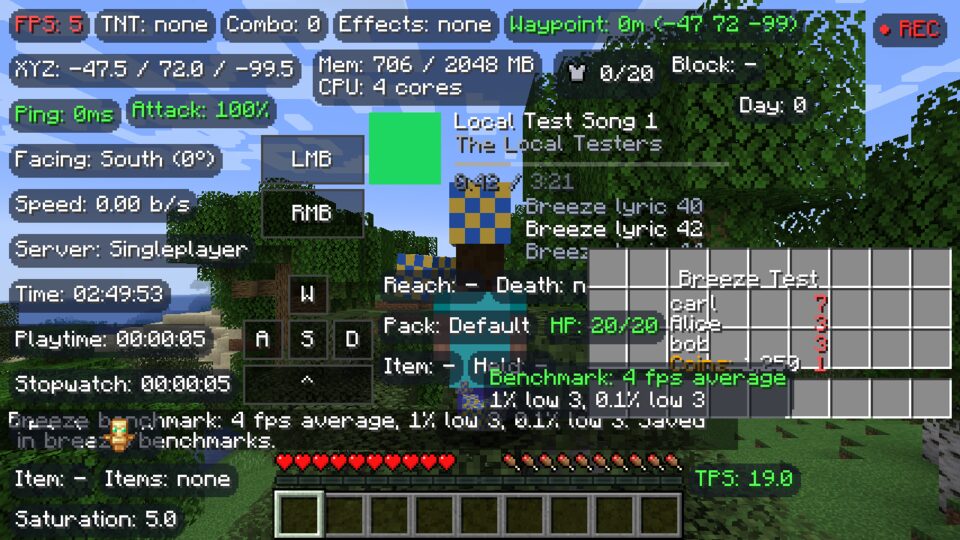 FPS: 5 TNT: none Combo: 0 Effects: none Waypoint: 0m (-47 72 -99) REC
XYZ: -47.5 / 72.0 / -99.5 Mem: 706 / 2048 MB
CPU: 4 cores
0/20 Block: -
Day: 0
Ping: 0ms Attack: 100%
Local Test Song 1
The Local Testers
0:42 / 3:21
Facing: South (0°)
LMB
RMB
Speed: 0.00 b/s
Breeze lyric 40
Breeze lyric 42
Breeze
Server: Singleplayer
Breeze Test
Time: 02:49:53
W
Reach: - Death: n
carl 7
Alice 3
bob 3
Coins: 1,250 1
Playtime: 00:00:05
A S D
Pack: Default HP: 20/20
Item: - Held: -
Stopwatch: 00:00:05
^
Benchmark: 4 fps average
1% low 3, 0.1% low 3
Breeze benchmark: 4 fps average, 1% low 3, 0.1% low 3. Saved
in breeze benchmarks.
Item: - Items: none
TPS: 19.0
Saturation: 5.0